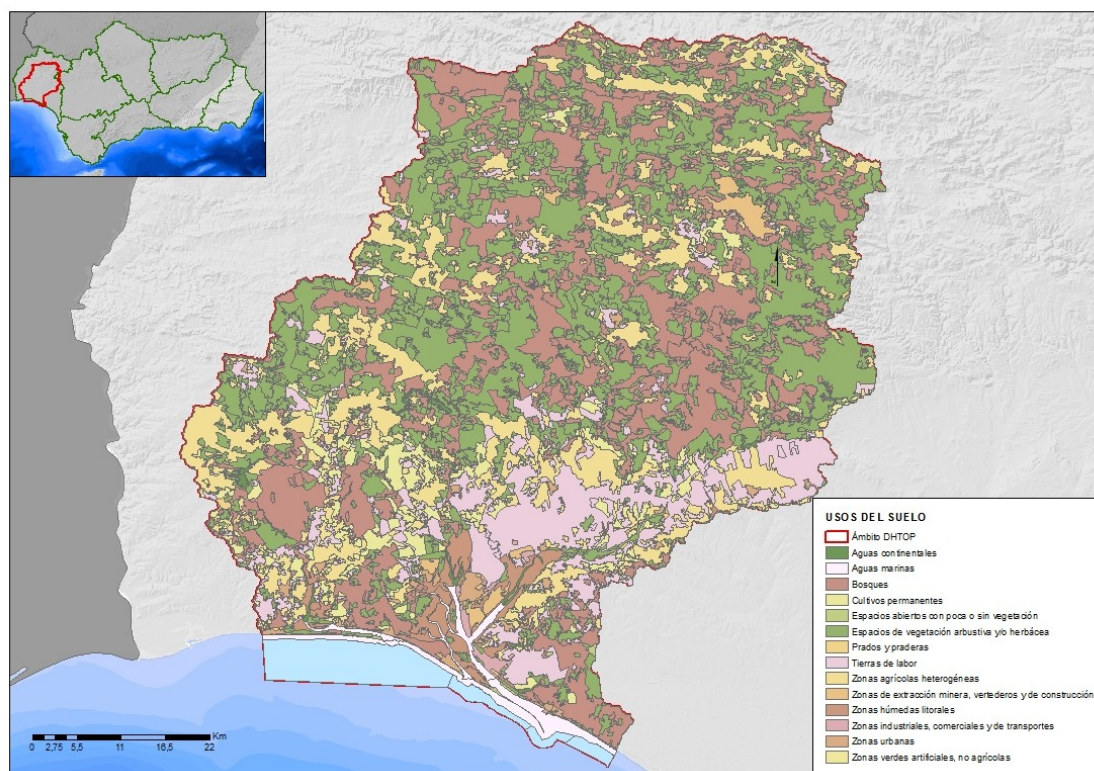 USOS DEL SUELO
Ámbito DHTOP
Aguas continentales
Aguas marinas
Bosques
Cultivos permanentes
Espacios abiertos con poca o sin vegetación
Espacios de vegetación arbustiva y/o herbácea
Prados y praderas
Tierras de labor
Zonas agrícolas heterogéneas
Zonas de extracción minera, vertederos y de construcción
Zonas húmedas litorales
Zonas industriales, comerciales y de transportes
Zonas urbanas
Zonas verdes artificiales, no agrícolas
Km
0 2,75 5,5 11 16,5 22